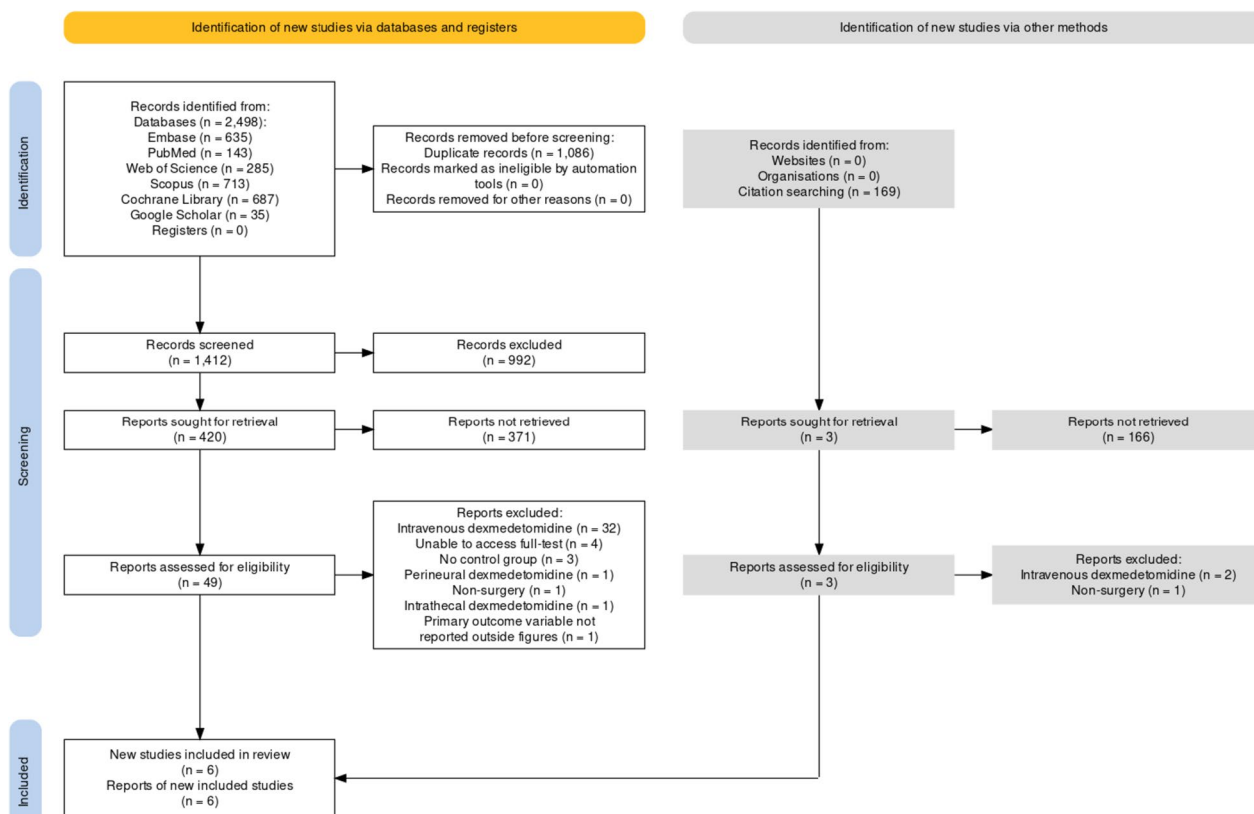 Identification of new studies via databases and registers
Identification of new studies via other methods
Identification
Records identified from:
Databases (n = 2,498):
Embase (n = 635)
PubMed (n = 143)
Web of Science (n = 285)
Scopus (n = 713)
Cochrane Library (n = 687)
Google Scholar (n = 35)
Registers (n = 0)
Records removed before screening:
Duplicate records (n = 1,086)
Records marked as ineligible by automation
tools (n = 0)
Records removed for other reasons (n = 0)
Records identified from:
Websites (n = 0)
Organisations (n = 0)
Citation searching (n = 169)
Screening
Records screened
(n = 1,412)
Records excluded
(n = 992)
Reports sought for retrieval
(n = 420)
Reports not retrieved
(n = 371)
Reports sought for retrieval
(n = 3)
Reports not retrieved
(n = 166)
Reports assessed for eligibility
(n = 49)
Reports excluded:
Intravenous dexmedetomidine (n = 32)
Unable to access full-test (n = 4)
No control group (n = 3)
Perineural dexmedetomidine (n = 1)
Non-surgery (n = 1)
Intrathecal dexmedetomidine (n = 1)
Primary outcome variable not
reported outside figures (n = 1)
Reports assessed for eligibility
(n = 3)
Reports excluded:
Intravenous dexmedetomidine (n = 2)
Non-surgery (n = 1)
Included
New studies included in review
(n = 6)
Reports of new included studies
(n = 6)